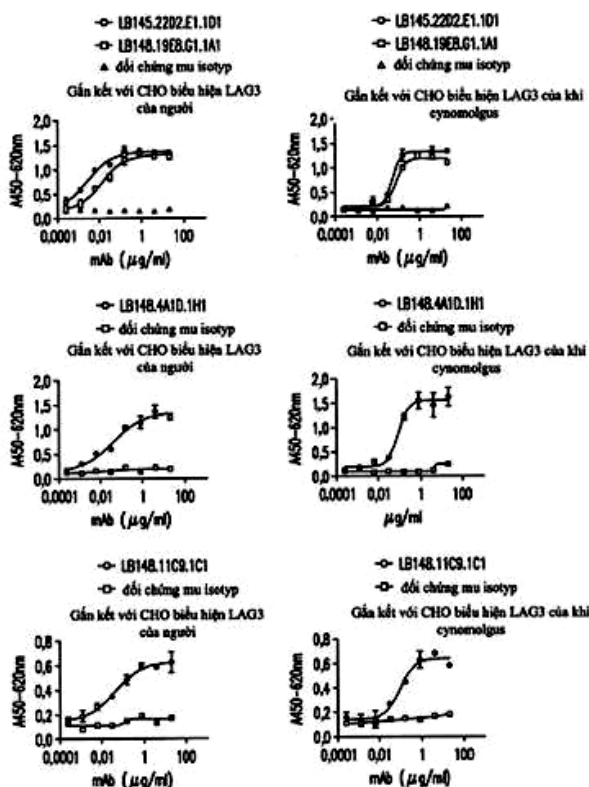 LB145.22D2.E1.1D1
LB148.19E8.G1.1A1
đối chứng mu isotyp
Gắn kết với CHO biểu hiện LAG3
của người
A450-620nm
2,0
1,5
1,0
0,5
0,0
0,0001 0,01 1 100
mAb (μg/ml)
LB145.22D2.E1.1D1
LB148.19E8.G1.1A1
đối chứng mu isotyp
Gắn kết với CHO biểu hiện LAG3 của khỉ
cynomolgus
2,0
1,5
1,0
0,5
0,0
0,0001 0,01 1 100
mAb (μg/ml)
LB148.4A1D.1H1
đối chứng mu isotyp
Gắn kết với CHO biểu hiện LAG3
của người
A450-620nm
2,0
1,5
1,0
0,5
0,0
0,0001 0,01 1 100
mAb (μg/ml)
LB148.4A1D.1H1
đối chứng mu isotyp
Gắn kết với CHO biểu hiện LAG3 của khỉ
cynomolgus
2,0
1,5
1,0
0,5
0,0
0,0001 0,01 1 100
μg/ml
LB148.11C9.1C1
đối chứng mu isotyp
Gắn kết với CHO biểu hiện LAG3
của người
A450-620nm
0,8
0,6
0,4
0,2
0,0
0,0001 0,01 1 100
mAb (μg/ml)
LB148.11C9.1C1
đối chứng mu isotyp
Gắn kết với CHO biểu hiện LAG3 của khỉ
cynomolgus
0,8
0,6
0,4
0,2
0,0
0,0001 0,01 1 100
mAb (μg/ml)